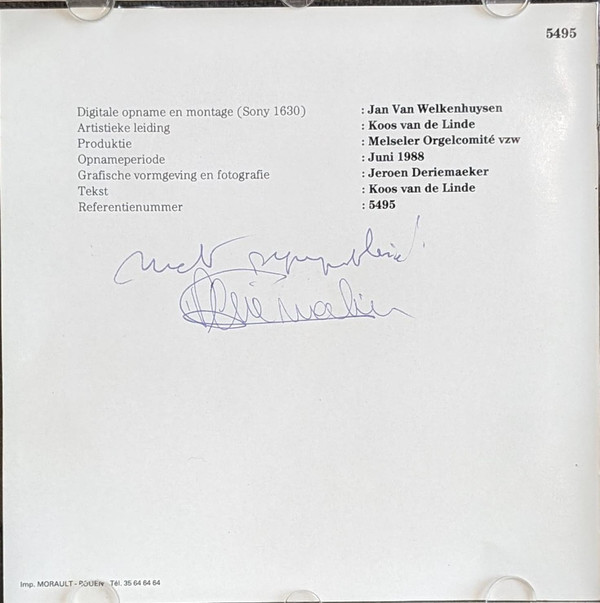 5495
Digitale opname en montage (Sony 1630) : Jan Van Welkenhuysen
Artistieke leiding : Koos van de Linde
Produktie : Melseler Orgelcomité vzw
Opnameperiode : Juni 1988
Grafische vormgeving en fotografie : Jeroen Deriemaeker
Tekst : Koos van de Linde
Referentienummer : 5495
Imp. MORAULT - ROUEN Tél. 35 64 64 64